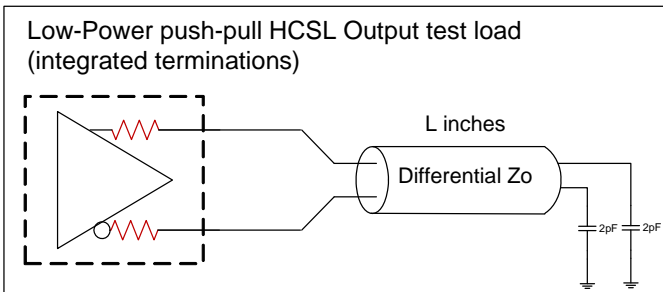 Low-Power push-pull HCSL Output test load
(integrated terminations)
L inches
Differential Zo
2pF 2pF